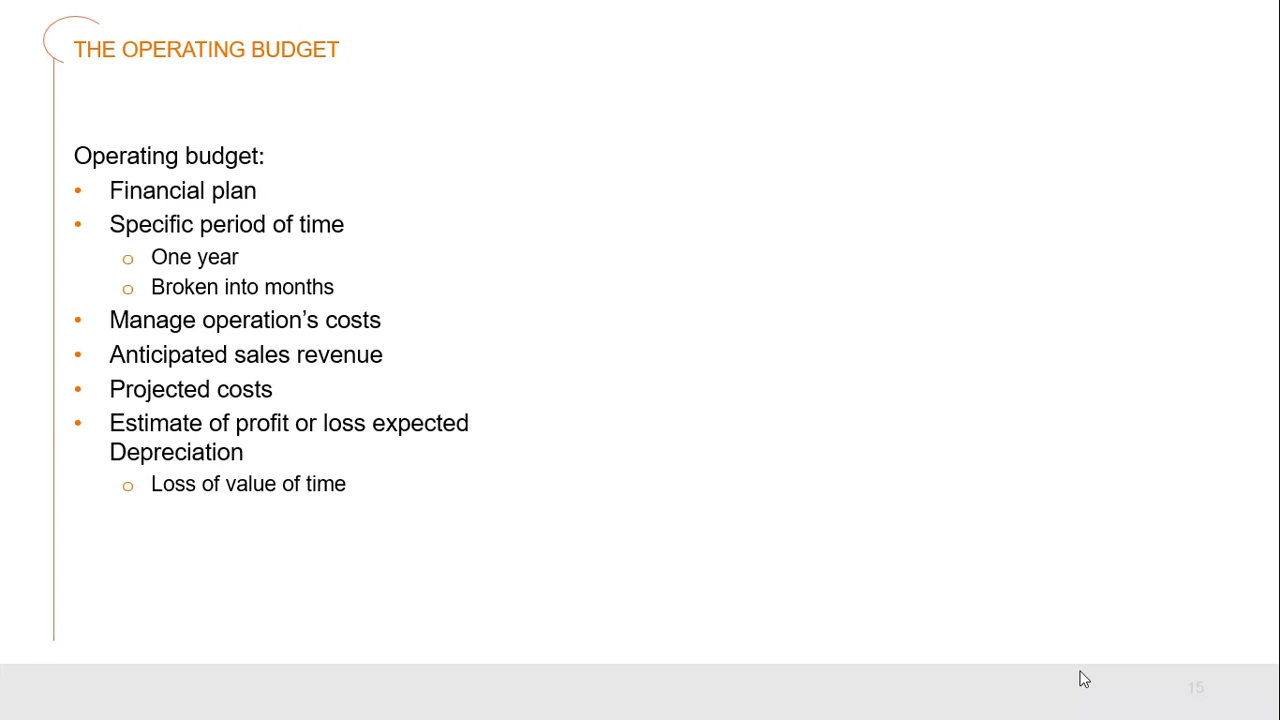 THE OPERATING BUDGET
Operating budget:
• Financial plan
• Specific period of time
o One year
o Broken into months
• Manage operation’s costs
• Anticipated sales revenue
• Projected costs
• Estimate of profit or loss expected
Depreciation
o Loss of value of time
15